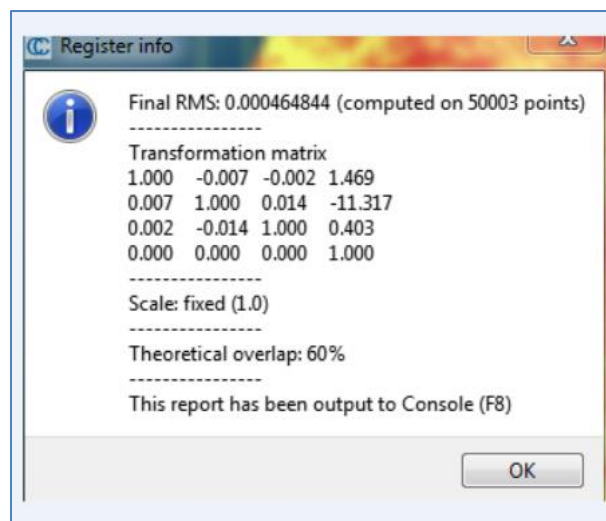 Register info
Final RMS: 0.000464844 (computed on 50003 points)
----------------
Transformation matrix
1.000 -0.007 -0.002 1.469
0.007 1.000 0.014 -11.317
0.002 -0.014 1.000 0.403
0.000 0.000 0.000 1.000
----------------
Scale: fixed (1.0)
----------------
Theoretical overlap: 60%
----------------
This report has been output to Console (F8)
OK